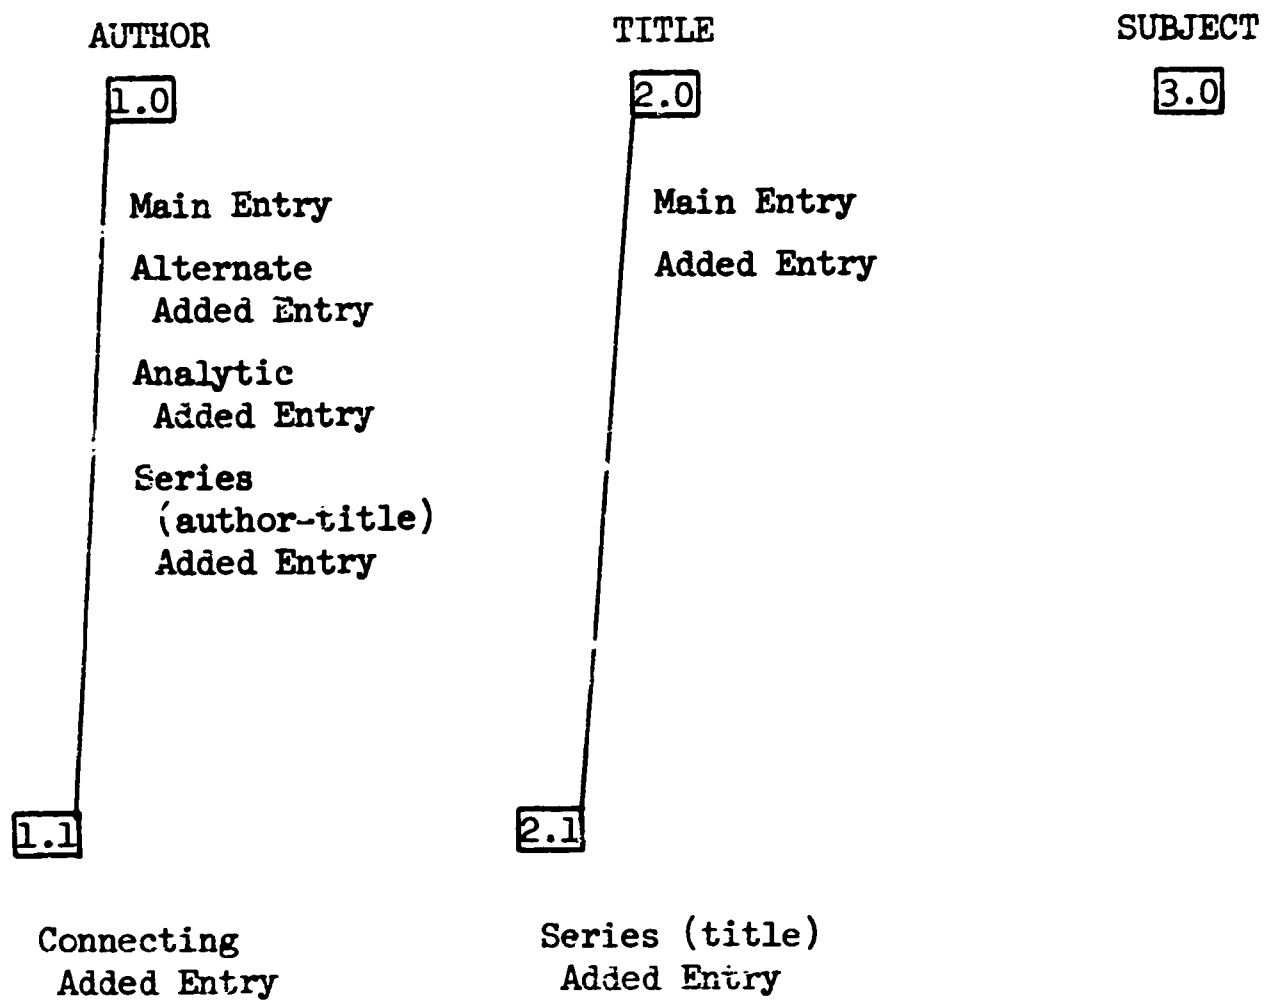 AUTHOR
1.0
Main Entry
Alternate
Added Entry
Analytic
Added Entry
Series
(author-title)
Added Entry
1.1
Connecting
Added Entry
TITLE
2.0
Main Entry
Added Entry
2.1
Series (title)
Added Entry
SUBJECT
3.0